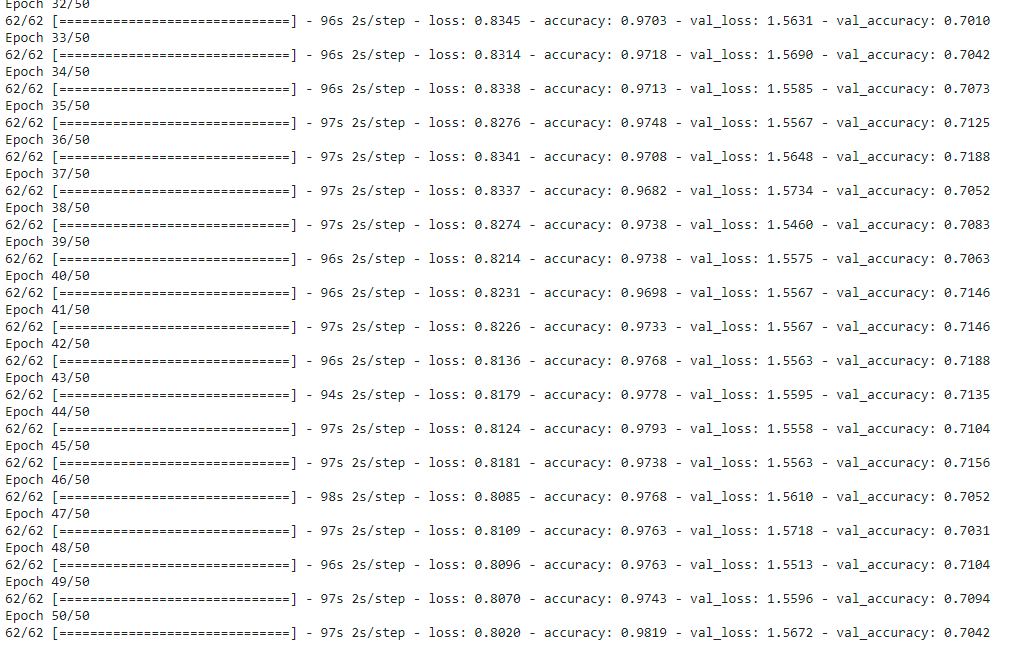 Epoch 32/50
62/62 [==============================] - 96s 2s/step - loss: 0.8345 - accuracy: 0.9703 - val_loss: 1.5631 - val_accuracy: 0.7010
Epoch 33/50
62/62 [==============================] - 96s 2s/step - loss: 0.8314 - accuracy: 0.9718 - val_loss: 1.5690 - val_accuracy: 0.7042
Epoch 34/50
62/62 [==============================] - 96s 2s/step - loss: 0.8338 - accuracy: 0.9713 - val_loss: 1.5585 - val_accuracy: 0.7073
Epoch 35/50
62/62 [==============================] - 97s 2s/step - loss: 0.8276 - accuracy: 0.9748 - val_loss: 1.5567 - val_accuracy: 0.7125
Epoch 36/50
62/62 [==============================] - 97s 2s/step - loss: 0.8341 - accuracy: 0.9708 - val_loss: 1.5648 - val_accuracy: 0.7188
Epoch 37/50
62/62 [==============================] - 97s 2s/step - loss: 0.8337 - accuracy: 0.9682 - val_loss: 1.5734 - val_accuracy: 0.7052
Epoch 38/50
62/62 [==============================] - 97s 2s/step - loss: 0.8274 - accuracy: 0.9738 - val_loss: 1.5460 - val_accuracy: 0.7083
Epoch 39/50
62/62 [==============================] - 96s 2s/step - loss: 0.8214 - accuracy: 0.9738 - val_loss: 1.5575 - val_accuracy: 0.7063
Epoch 40/50
62/62 [==============================] - 96s 2s/step - loss: 0.8231 - accuracy: 0.9698 - val_loss: 1.5567 - val_accuracy: 0.7146
Epoch 41/50
62/62 [==============================] - 97s 2s/step - loss: 0.8226 - accuracy: 0.9733 - val_loss: 1.5567 - val_accuracy: 0.7146
Epoch 42/50
62/62 [==============================] - 96s 2s/step - loss: 0.8136 - accuracy: 0.9768 - val_loss: 1.5563 - val_accuracy: 0.7188
Epoch 43/50
62/62 [==============================] - 94s 2s/step - loss: 0.8179 - accuracy: 0.9778 - val_loss: 1.5595 - val_accuracy: 0.7135
Epoch 44/50
62/62 [==============================] - 97s 2s/step - loss: 0.8124 - accuracy: 0.9793 - val_loss: 1.5558 - val_accuracy: 0.7104
Epoch 45/50
62/62 [==============================] - 97s 2s/step - loss: 0.8181 - accuracy: 0.9738 - val_loss: 1.5563 - val_accuracy: 0.7156
Epoch 46/50
62/62 [==============================] - 98s 2s/step - loss: 0.8085 - accuracy: 0.9768 - val_loss: 1.5610 - val_accuracy: 0.7052
Epoch 47/50
62/62 [==============================] - 97s 2s/step - loss: 0.8109 - accuracy: 0.9763 - val_loss: 1.5718 - val_accuracy: 0.7031
Epoch 48/50
62/62 [==============================] - 96s 2s/step - loss: 0.8096 - accuracy: 0.9763 - val_loss: 1.5513 - val_accuracy: 0.7104
Epoch 49/50
62/62 [==============================] - 97s 2s/step - loss: 0.8070 - accuracy: 0.9743 - val_loss: 1.5596 - val_accuracy: 0.7094
Epoch 50/50
62/62 [==============================] - 97s 2s/step - loss: 0.8020 - accuracy: 0.9819 - val_loss: 1.5672 - val_accuracy: 0.7042